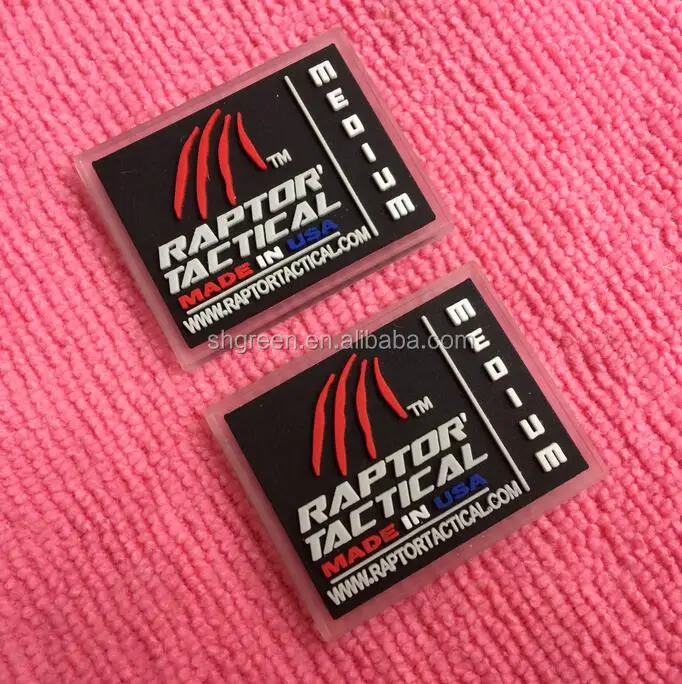 MEDIUM
TM
RAPTOR'
TACTICAL
MADE IN USA
WWW.RAPTORTACTICAL.COM
shgreen.en.alibaba.com
MEDIUM
TM
RAPTOR'
TACTICAL
MADE IN USA
WWW.RAPTORTACTICAL.COM